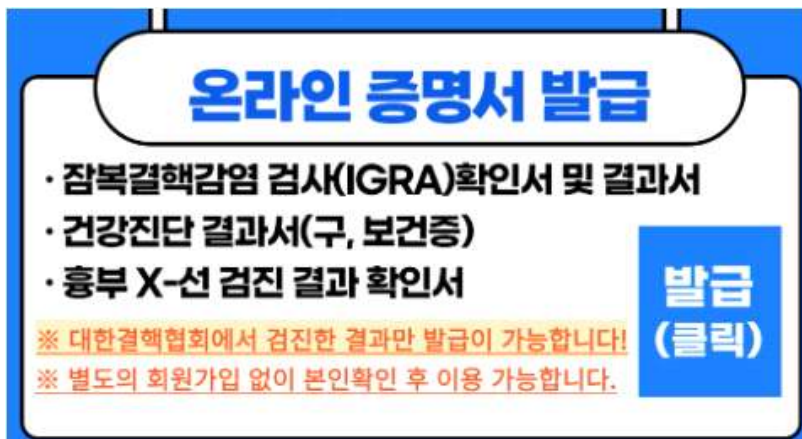 온라인 증명서 발급
· 잠복결핵감염 검사(IGRA)확인서 및 결과서
· 건강진단 결과서(구, 보건증)
· 흉부 X-선 검진 결과 확인서
※ 대한결핵협회에서 검진한 결과만 발급이 가능합니다!
※ 별도의 회원가입 없이 본인확인 후 이용 가능합니다.
발급
(클릭)